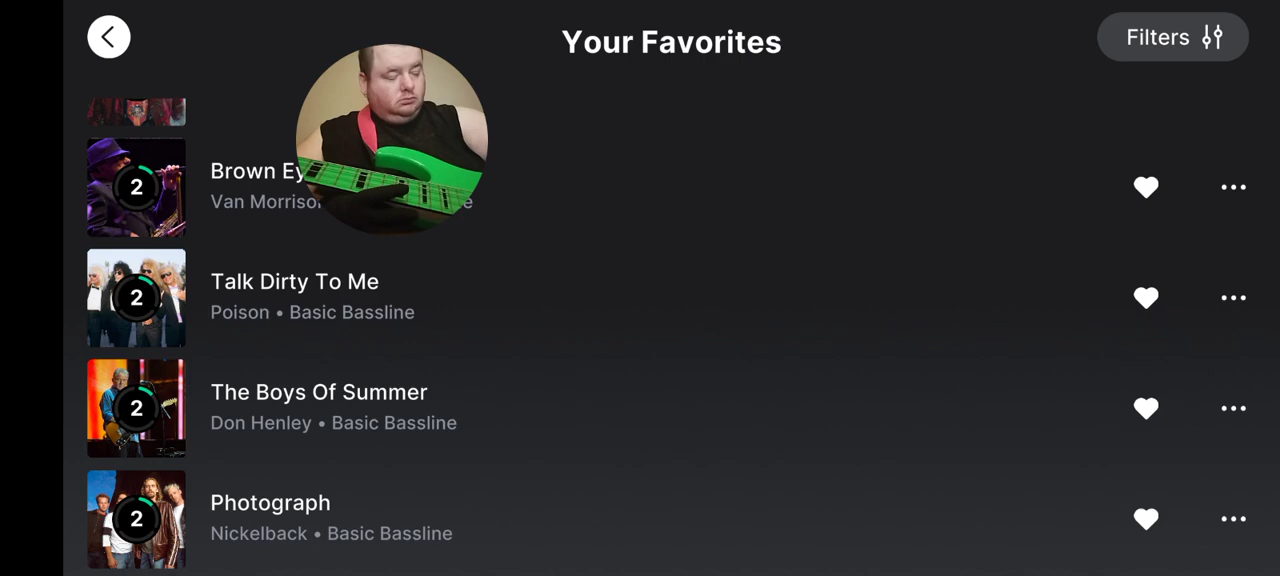 Your Favorites
Filters
2
Brown Ey
Van Morriso
2
Talk Dirty To Me
Poison • Basic Bassline
2
The Boys Of Summer
Don Henley • Basic Bassline
2
Photograph
Nickelback • Basic Bassline